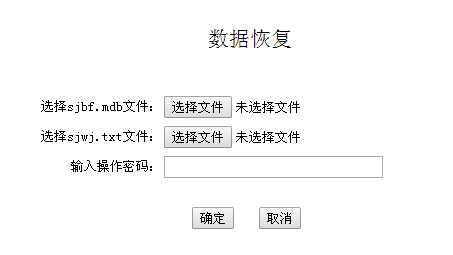 数据恢复
选择sjbf.mdb文件： 选择文件 未选择文件
选择sjwj.txt文件： 选择文件 未选择文件
输入操作密码：
确定 取消